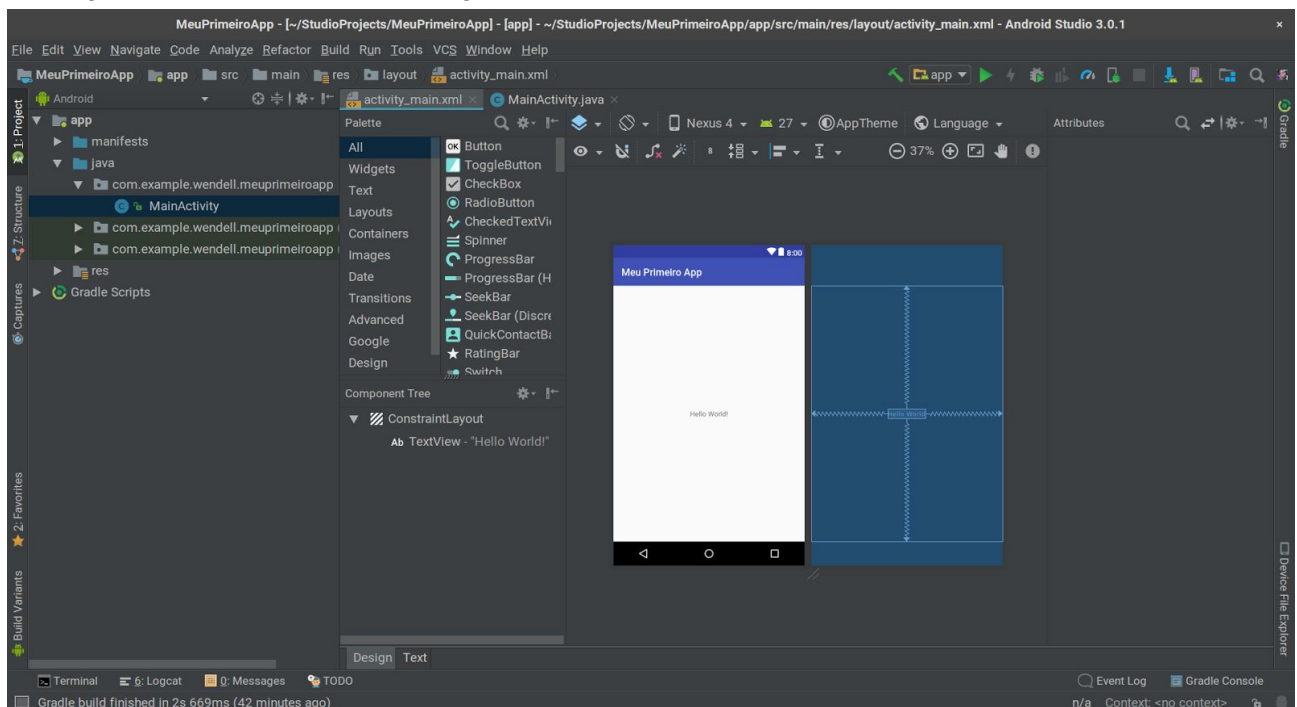 MeuPrimeiroApp - [~/StudioProjects/MeuPrimeiroApp] - [app] - ~/StudioProjects/MeuPrimeiroApp/app/src/main/res/layout/activity_main.xml - Android Studio 3.0.1
File Edit View Navigate Code Analyze Refactor Build Run Tools VCS Window Help
MeuPrimeiroApp app src main res layout activity_main.xml
app
1: Project
Z: Structure
Captures
2: Favorites
Build Variants
Android
app
manifests
java
com.example.wendell.meuprimeiroapp
MainActivity
com.example.wendell.meuprimeiroapp
com.example.wendell.meuprimeiroapp
res
Gradle Scripts
activity_main.xml MainActivity.java
Palette
All
Widgets
Text
Layouts
Containers
Images
Date
Transitions
Advanced
Google
Design
OK Button
ToggleButton
CheckBox
RadioButton
CheckedTextVi
Spinner
ProgressBar
ProgressBar (H
SeekBar
SeekBar (Discre
QuickContactBa
RatingBar
Switch
Component Tree
ConstraintLayout
Ab TextView - "Hello World!"
Nexus 4 27 AppTheme Language
37%
8:00
Meu Primeiro App
Hello World!
Hello World!
Attributes
Gradle
Device File Explorer
Design Text
Terminal 6: Logcat 0: Messages TODO
Event Log Gradle Console
Gradle build finished in 2s 669ms (42 minutes ago)
n/a Context: <no context>